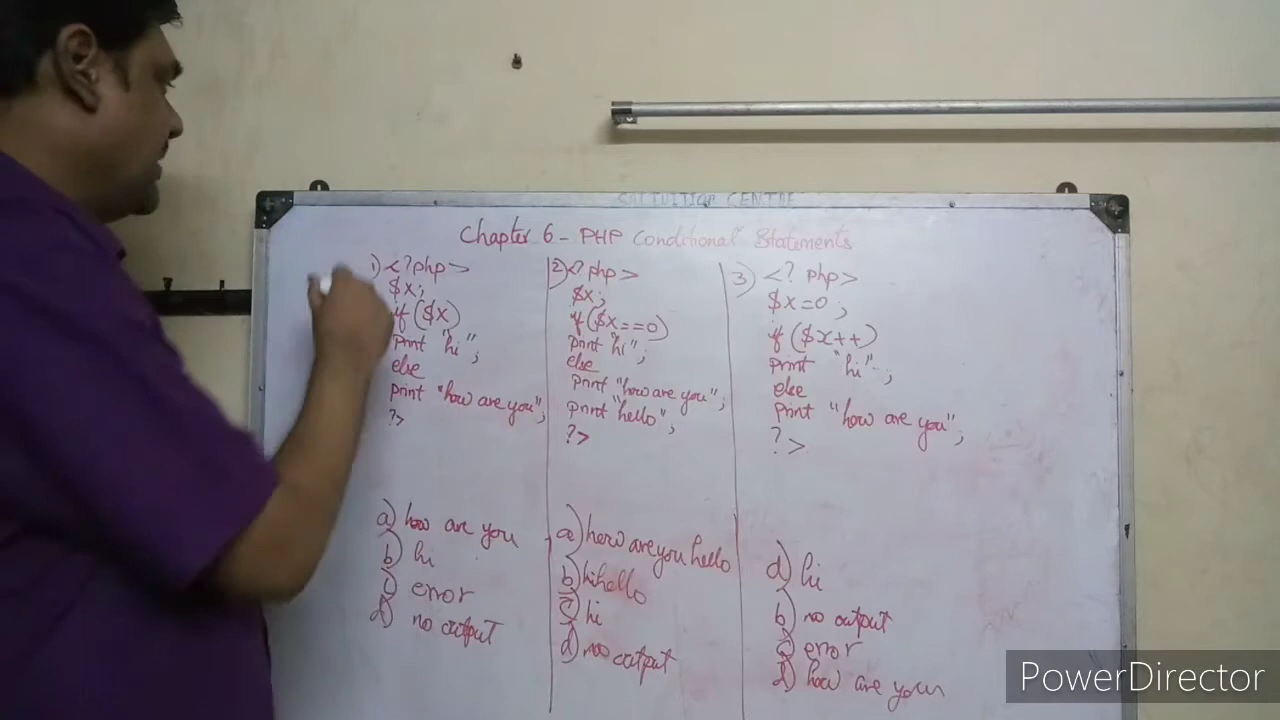 SAI TUITION CENTRE
Chapter 6 - PHP Conditional Statements
1) <?php>
$x;
if ($x)
print "hi";
else
print "how are you";
?>
a) how are you
b) hi
c) error
d) no output
2) <?php>
$x;
if ($x==0)
print "hi";
else
print "how are you";
print "hello";
?>
a) how are you hello
b) hihello
c) hi
d) no output
3) <? php>
$x=0;
if ($x++)
print "hi";
else
print "how are you";
?>
d) hi
b) no output
c) error
d) how are you
PowerDirector